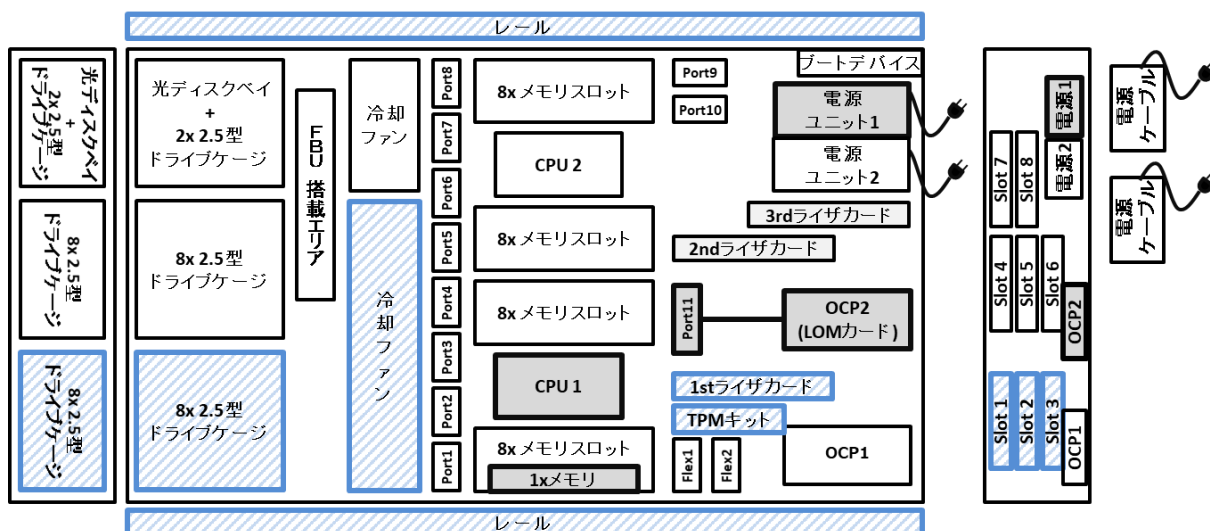 レール
光ディスクベイ
+
2x 2.5型
ドライブケージ
8x 2.5型
ドライブケージ
8x 2.5型
ドライブケージ
光ディスクベイ
+
2x 2.5型
ドライブケージ
8x 2.5型
ドライブケージ
8x 2.5型
ドライブケージ
FBU 搭載エリア
冷却
ファン
冷却ファン
Port8
Port7
Port6
Port5
Port4
Port3
Port2
Port1
8x メモリスロット
CPU 2
8x メモリスロット
8x メモリスロット
CPU 1
8x メモリスロット
1xメモリ
Port9
Port10
ブートデバイス
電源
ユニット1
電源
ユニット2
3rdライザカード
2ndライザカード
Port11
OCP2
(LOMカード)
1stライザカード
TPMキット
Flex1
Flex2
OCP1
レール
電源1
電源2
Slot 7
Slot 8
Slot 4
Slot 5
Slot 6
OCP2
Slot 1
Slot 2
Slot 3
OCP1
電源
ケーブル
電源
ケーブル